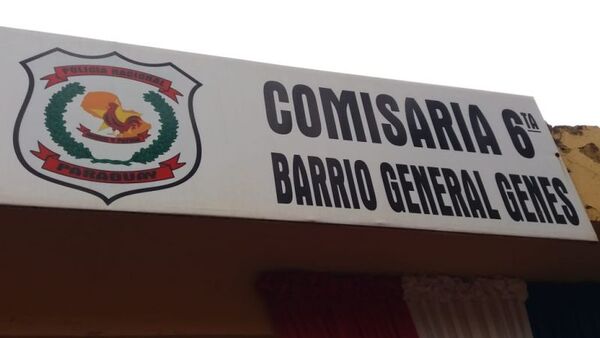 POLICIA NACIONAL
PARAGUAY
COMISARIA 6TA
BARRIO GENERAL GENES